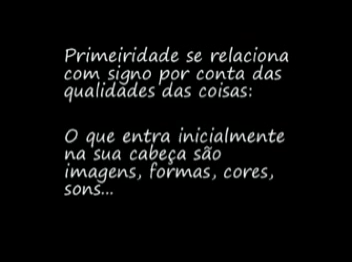 Primeiridade se relaciona
com signo por conta das
qualidades das coisas:
O que entra inicialmente
na sua cabeça são
imagens, formas, cores,
sons...